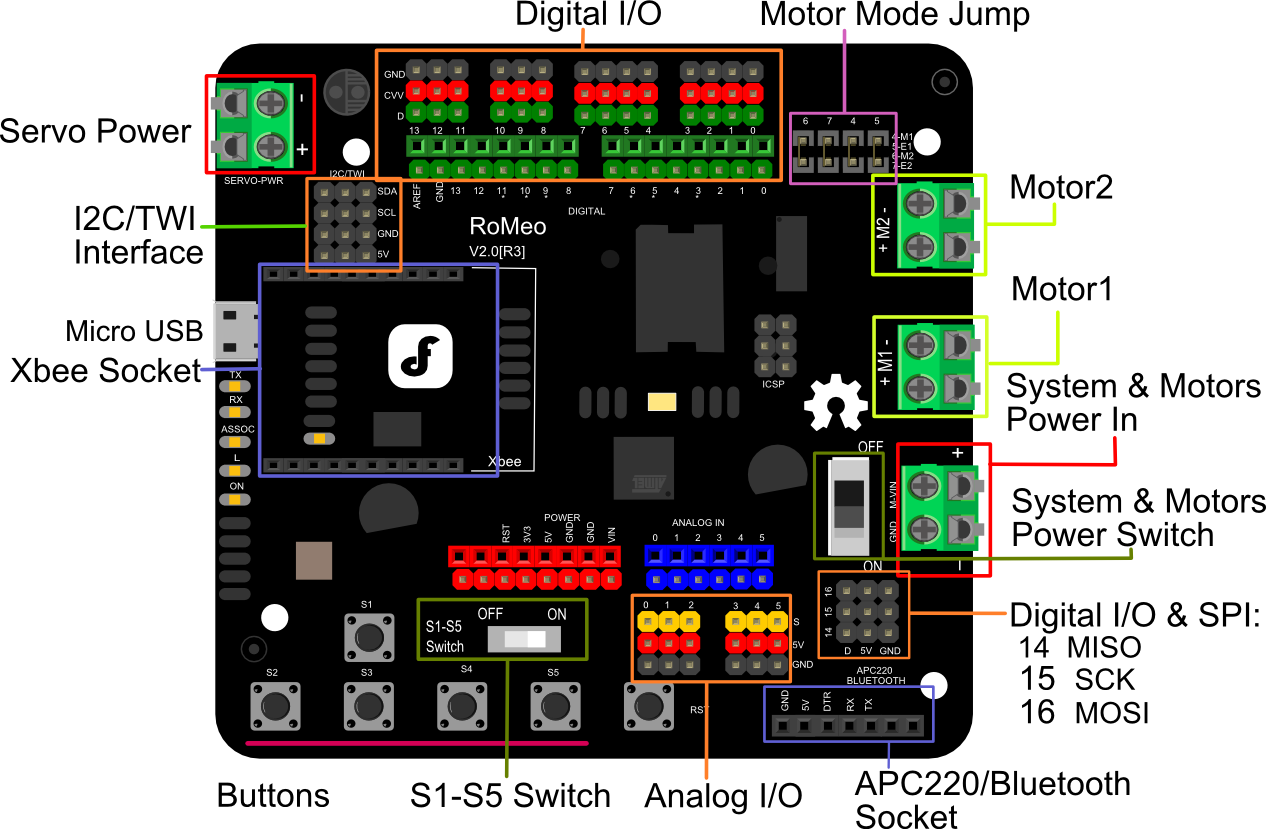 Digital I/O
Motor Mode Jump
Servo Power
-
+
SERVO-PWR
GND
CVV
D
13 12 11 10 9 8 7 6 5 4 3 2 1 0
AREF GND 13 12 11 10 9 8 7 6 5 4 3 2 1 0
DIGITAL
6 7 4 5
4-M1
5-E1
6-M2
7-E2
I2C/TWI
SDA
SCL
GND
5V
I2C/TWI
Interface
RoMeo
V2.0[R3]
+ M2 -
Motor2
+ M1 -
Motor1
Micro USB
Xbee Socket
TX
RX
ASSOC
L
ON
Xbee
ICSP
ATMEL
System & Motors
Power In
OFF
ON
+
M-VIN
GND
-
System & Motors
Power Switch
POWER
RST 3V3 5V GND GND VIN
ANALOG IN
0 1 2 3 4 5
0 1 2 3 4 5
S
5V
GND
16
15
14
D 5V GND
Digital I/O & SPI:
14 MISO
15 SCK
16 MOSI
S1-S5
Switch
OFF ON
S1
S2 S3 S4 S5
RST
APC220
BLUETOOTH
GND 5V DTR RX TX
Buttons
S1-S5 Switch
Analog I/O
APC220/Bluetooth
Socket